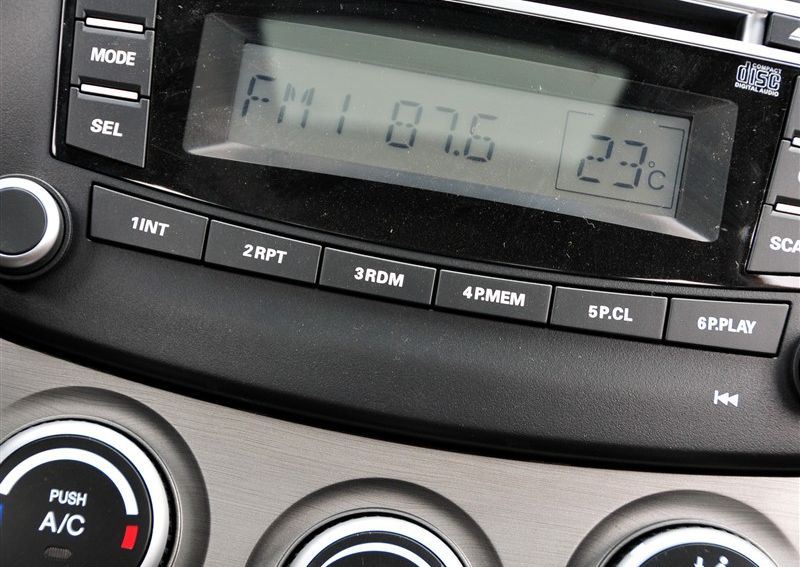 MODE
SEL
FM1 87.6 23°C
COMPACT
disc
DIGITAL AUDIO
1INT
2RPT
3RDM
4P.MEM
5P.CL
6P.PLAY
PUSH
A/C